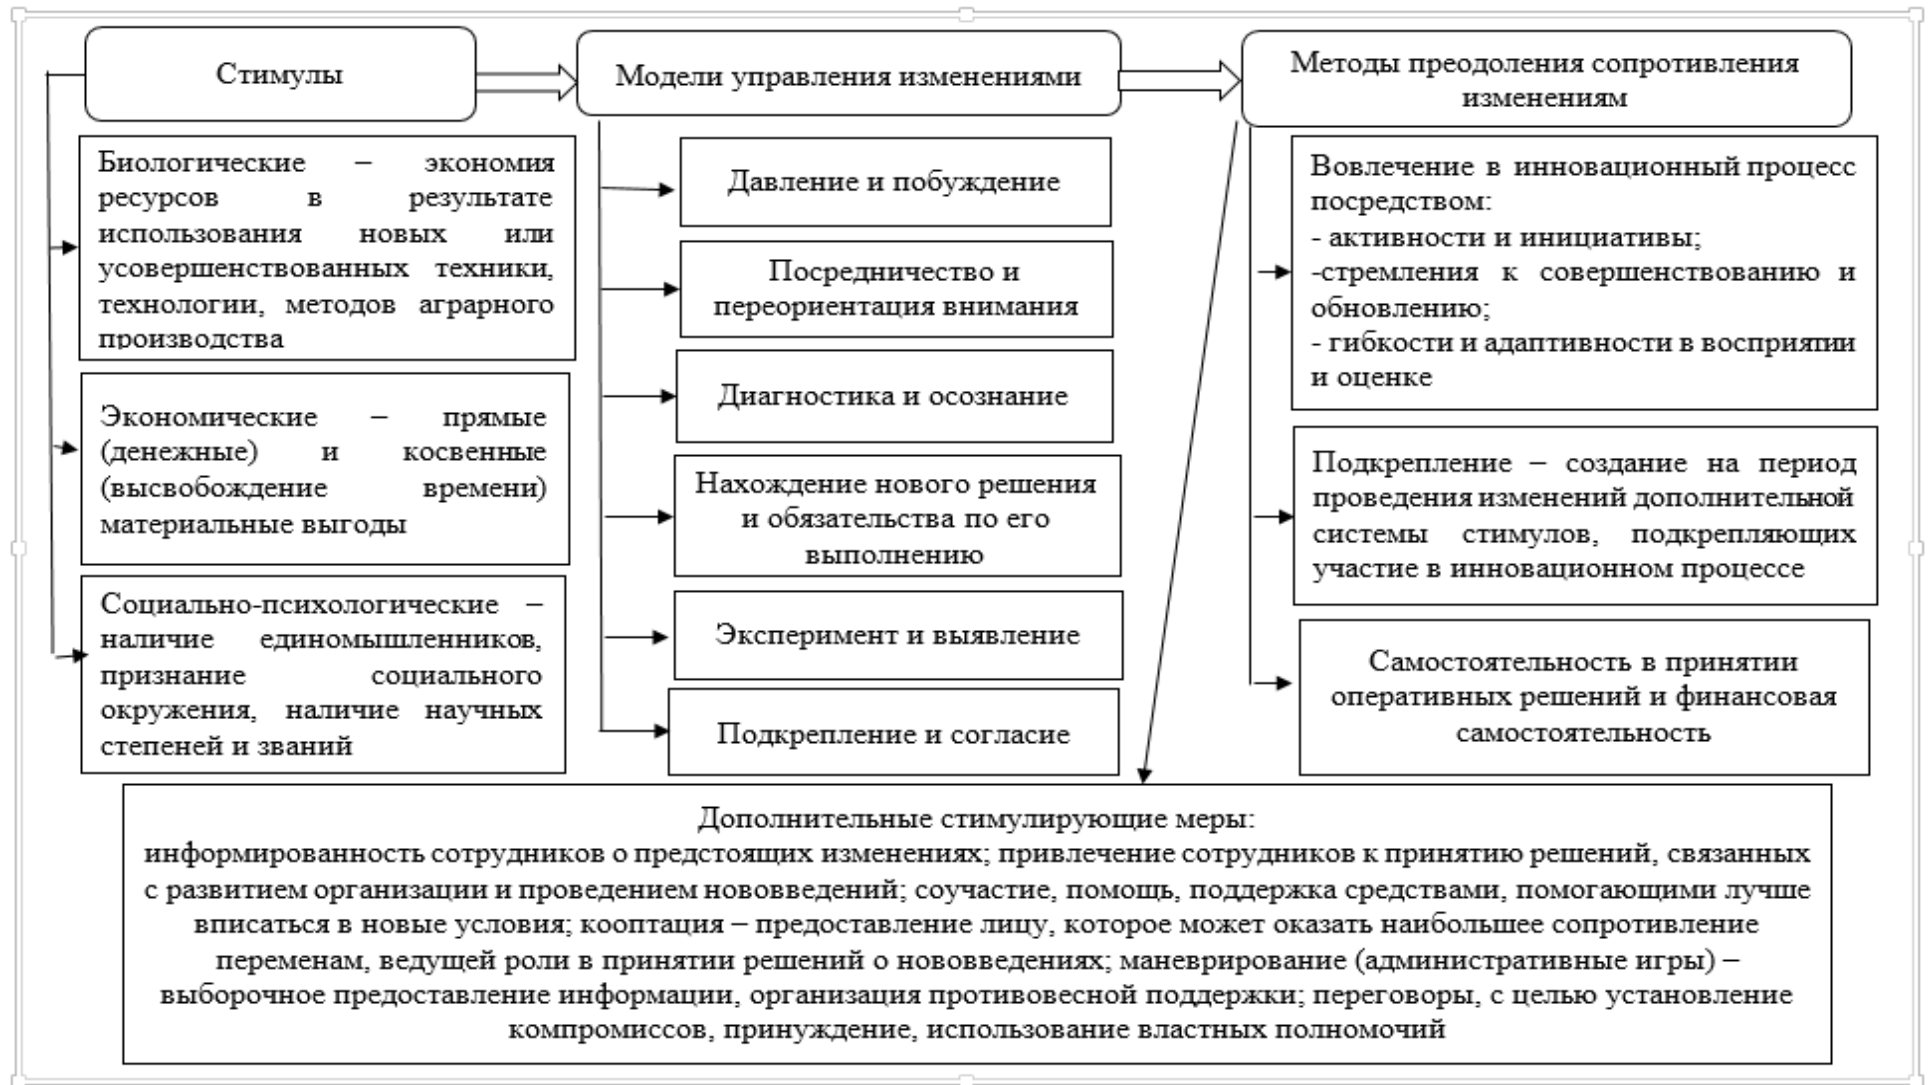 Стимулы
Модели управления изменениями
Методы преодоления сопротивления
изменениям
Биологические – экономия
ресурсов в результате
использования новых или
усовершенствованных техники,
технологии, методов аграрного
производства
Экономические – прямые
(денежные) и косвенные
(высвобождение времени)
материальные выгоды
Социально-психологические –
наличие единомышленников,
признание социального
окружения, наличие научных
степеней и званий
Давление и побуждение
Посредничество и
переориентация внимания
Диагностика и осознание
Нахождение нового решения
и обязательства по его
выполнению
Эксперимент и выявление
Подкрепление и согласие
Вовлечение в инновационный процесс
посредством:
- активности и инициативы;
-стремления к совершенствованию и
обновлению;
- гибкости и адаптивности в восприятии
и оценке
Подкрепление – создание на период
проведения изменений дополнительной
системы стимулов, подкрепляющих
участие в инновационном процессе
Самостоятельность в принятии
оперативных решений и финансовая
самостоятельность
Дополнительные стимулирующие меры:
информированность сотрудников о предстоящих изменениях; привлечение сотрудников к принятию решений, связанных
с развитием организации и проведением нововведений; соучастие, помощь, поддержка средствами, помогающими лучше
вписаться в новые условия; кооптация – предоставление лицу, которое может оказать наибольшее сопротивление
переменам, ведущей роли в принятии решений о нововведениях; маневрирование (административные игры) –
выборочное предоставление информации, организация противовесной поддержки; переговоры, с целью установление
компромиссов, принуждение, использование властных полномочий